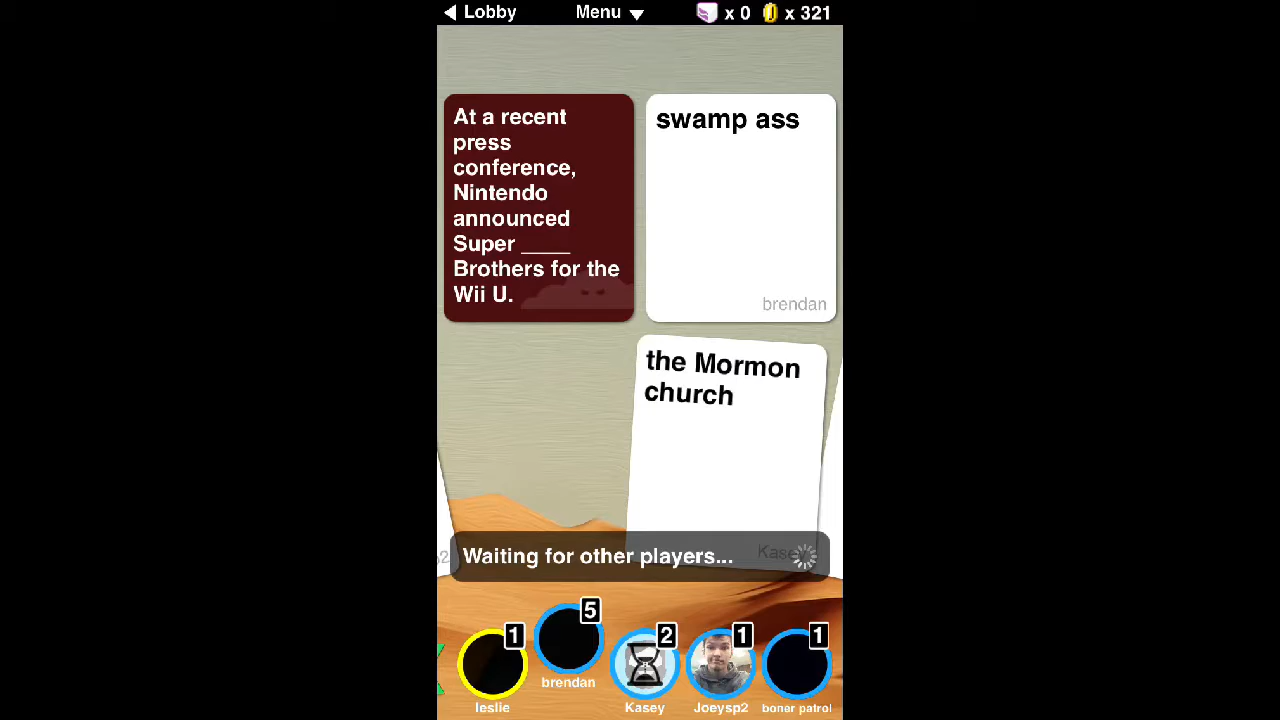 Lobby
Menu
x 0
x 321
At a recent
press
conference,
Nintendo
announced
Super ____
Brothers for the
Wii U.
swamp ass
brendan
the Mormon
church
Kasey
Waiting for other players...
1
5
2
1
1
leslie
brendan
Kasey
Joeysp2
boner patrol